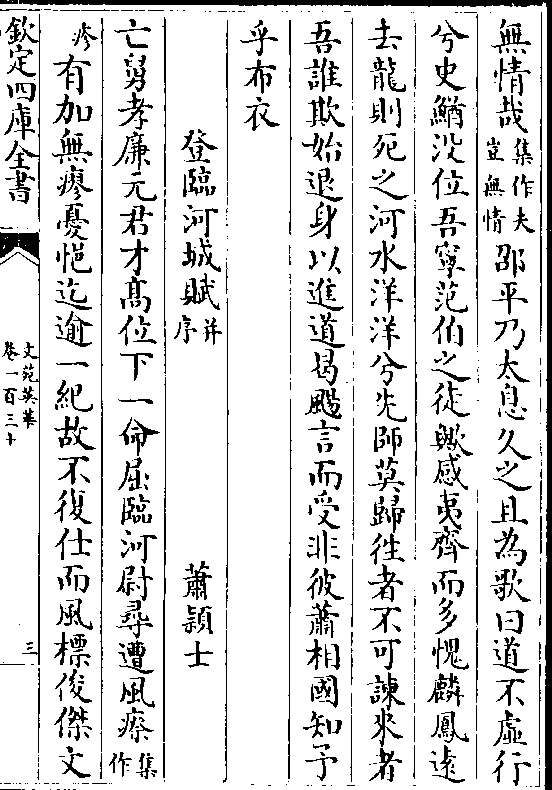 無情哉集作夫豈無情邵平乃太息久之且為歌曰道不虛行
兮史鰌没位吾寧范伯之徒歟感夷齊而多愧麟鳳逺
去龍則死之河水洋洋兮先師莫歸徃者不可諫來者
吾誰欺始退身以進道曷颺言而受非彼蕭相國知予
乎布衣
登臨河城賦并序 蕭頴士
亡舅孝廉元君才髙位下一命屈臨河尉尋遭風瘵集作
疹有加無瘳憂悒迄逾一紀故不復仕而風標俊傑文
欽定四庫全書
文苑英華
卷一百三十
三